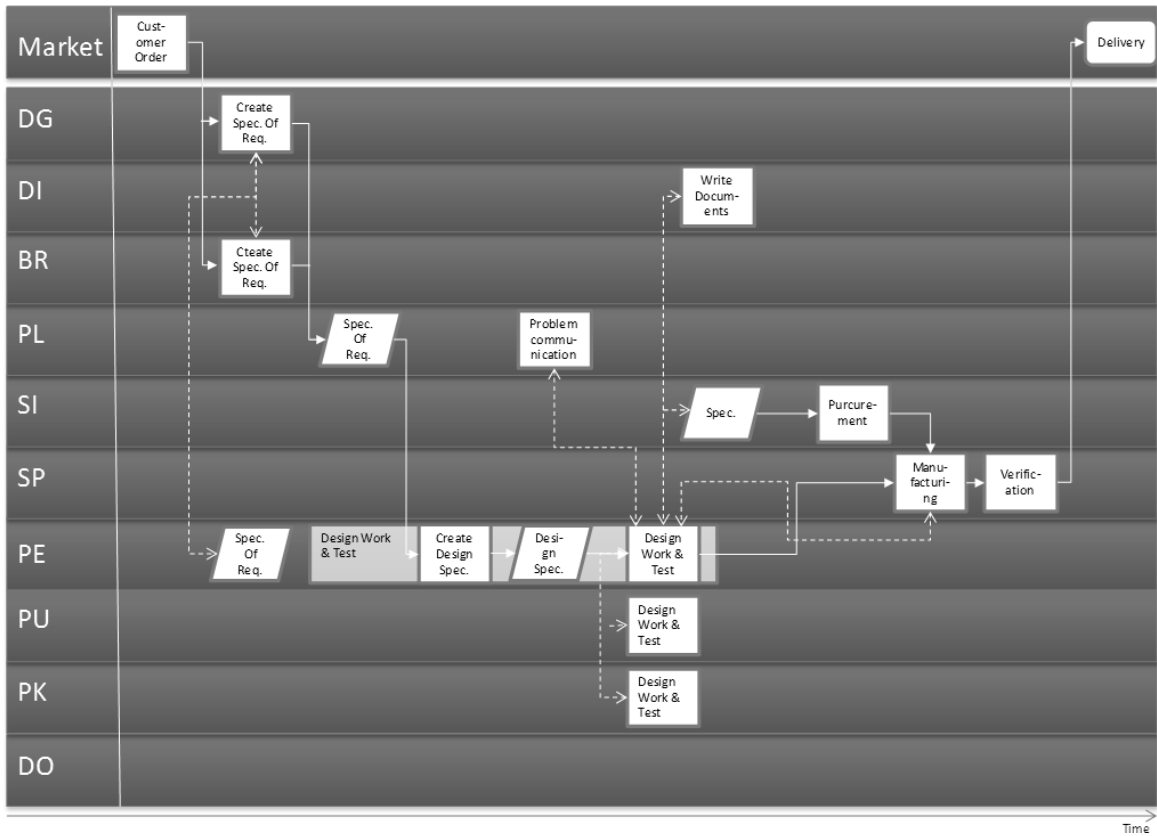 Market
Cust-
omer
Order
Delivery
DG
Create
Spec. Of
Req.
DI
Write
Docum-
ents
BR
Cteate
Spec. Of
Req.
PL
Spec.
Of
Req.
Problem
commu-
nication
SI
Spec.
Purcure-
ment
SP
Manu-
facturi-
ng
Verific-
ation
PE
Spec.
Of
Req.
Design Work
& Test
Create
Design
Spec.
Desi-
gn
Spec.
Design
Work &
Test
PU
Design
Work &
Test
PK
Design
Work &
Test
DO
Time